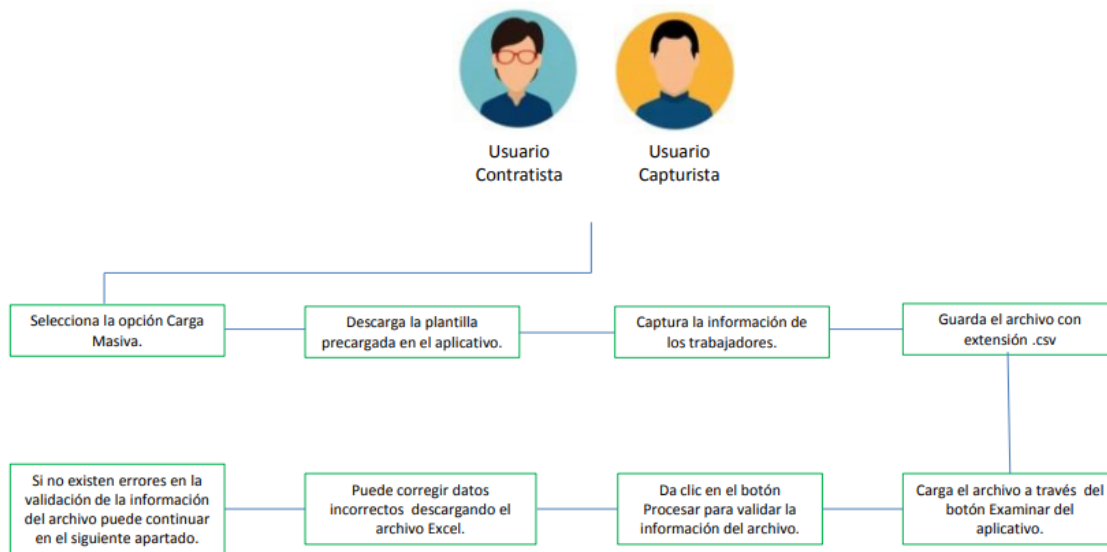 Usuario
Contratista
Usuario
Capturista
Selecciona la opción Carga
Masiva.
Descarga la plantilla
precargada en el aplicativo.
Captura la información de
los trabajadores.
Guarda el archivo con
extensión .csv
Carga el archivo a través del
botón Examinar del
aplicativo.
Da clic en el botón
Procesar para validar la
información del archivo.
Puede corregir datos
incorrectos descargando el
archivo Excel.
Si no existen errores en la
validación de la información
del archivo puede continuar
en el siguiente apartado.